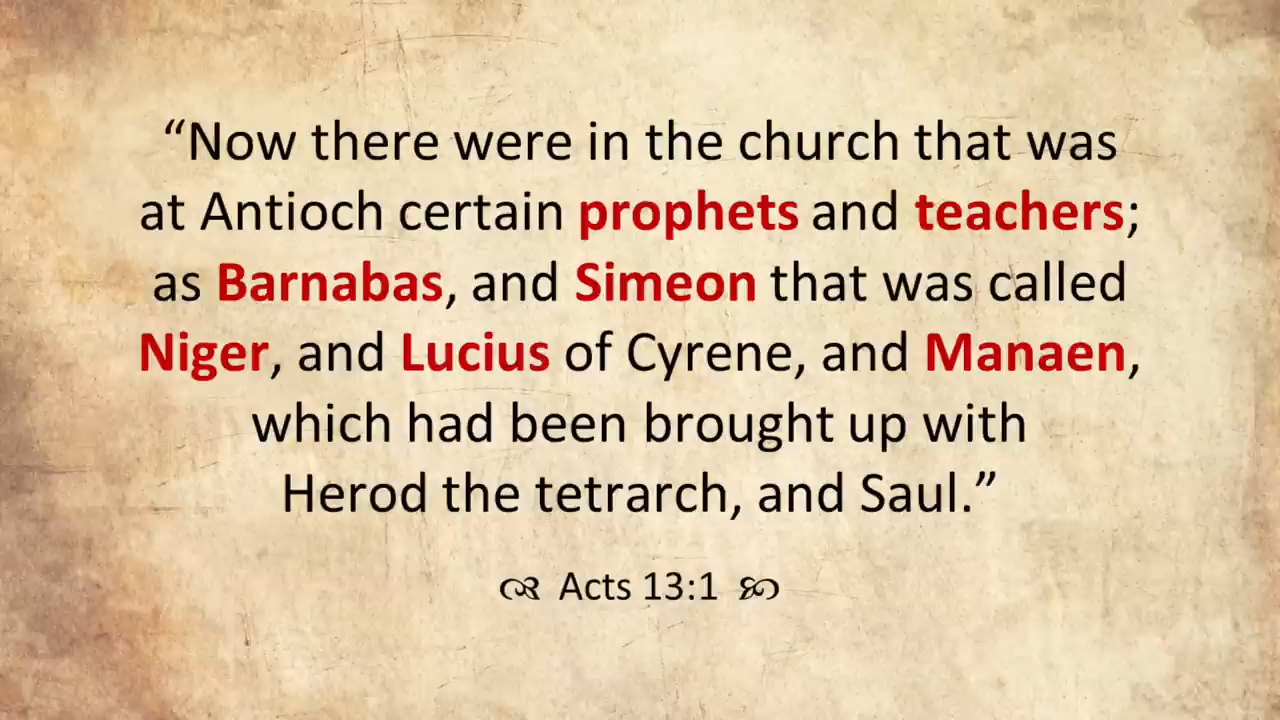 “Now there were in the church that was
at Antioch certain prophets and teachers;
as Barnabas, and Simeon that was called
Niger, and Lucius of Cyrene, and Manaen,
which had been brought up with
Herod the tetrarch, and Saul.”
Acts 13:1